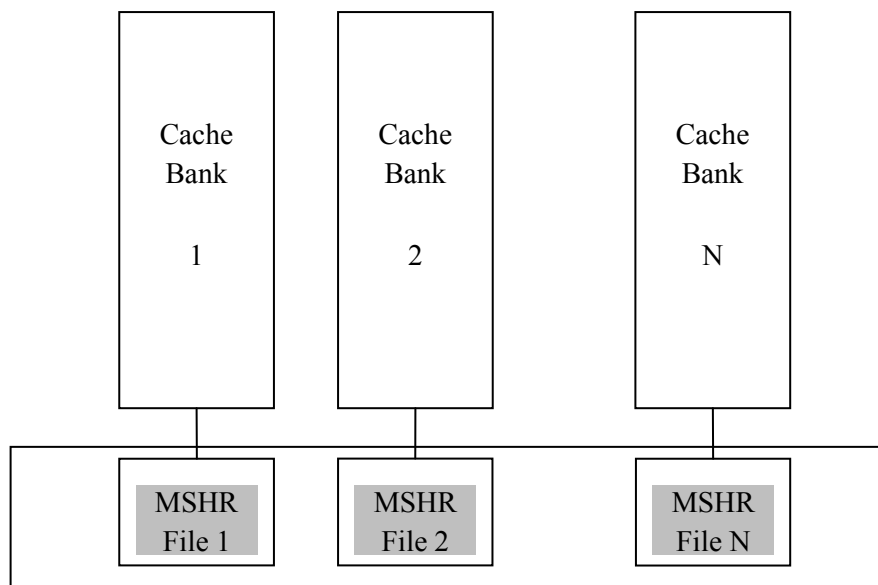 Cache
Bank
1
Cache
Bank
2
Cache
Bank
N
MSHR
File 1
MSHR
File 2
MSHR
File N